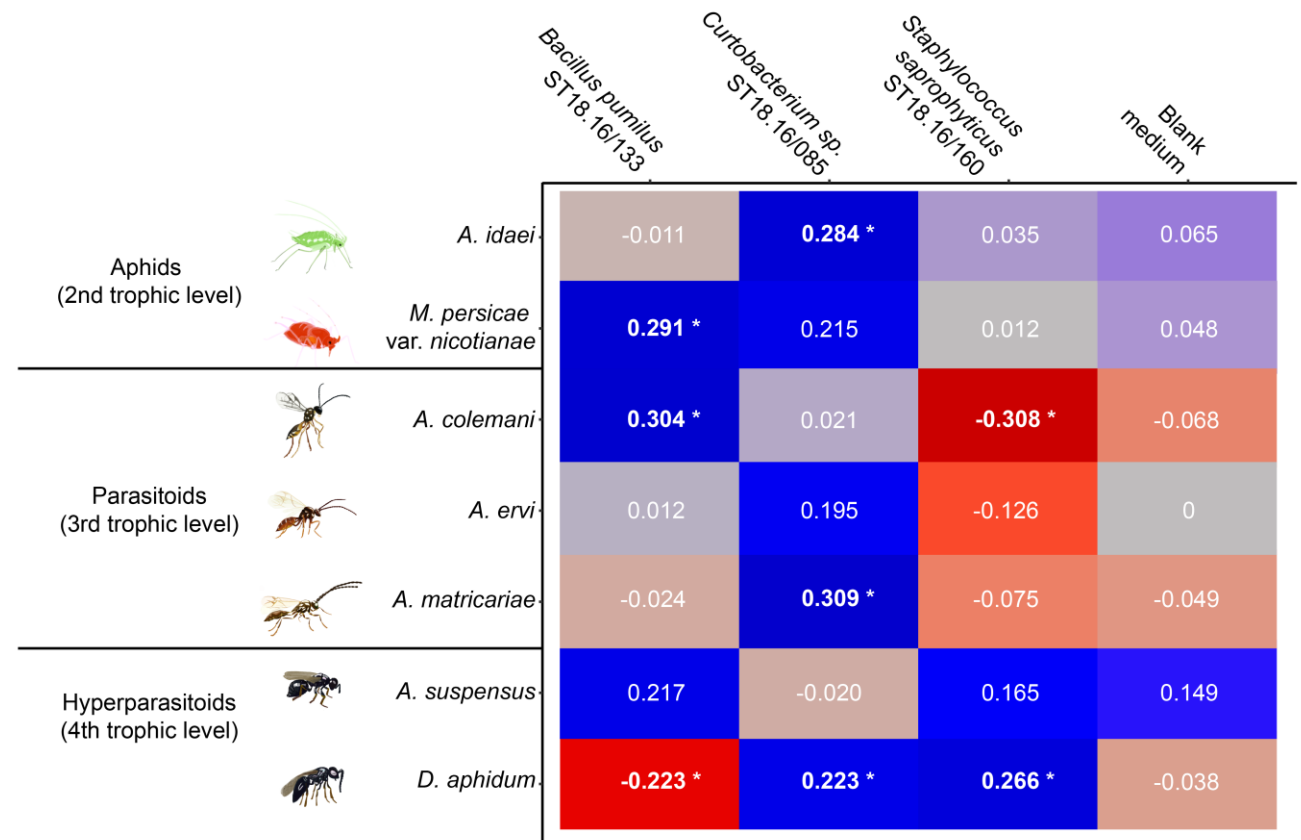 Bacillus pumilus
ST18.16/133
Curtobacterium sp.
ST18.16/085
Staphylococcus
saprophyticus
ST18.16/160
Blank
medium
Aphids
(2nd trophic level)
A. idaei
-0.011
0.284 *
0.035
0.065
M. persicae
var. nicotianae
0.291 *
0.215
0.012
0.048
Parasitoids
(3rd trophic level)
A. colemani
0.304 *
0.021
-0.308 *
-0.068
A. ervi
0.012
0.195
-0.126
0
A. matricariae
-0.024
0.309 *
-0.075
-0.049
Hyperparasitoids
(4th trophic level)
A. suspensus
0.217
-0.020
0.165
0.149
D. aphidum
-0.223 *
0.223 *
0.266 *
-0.038